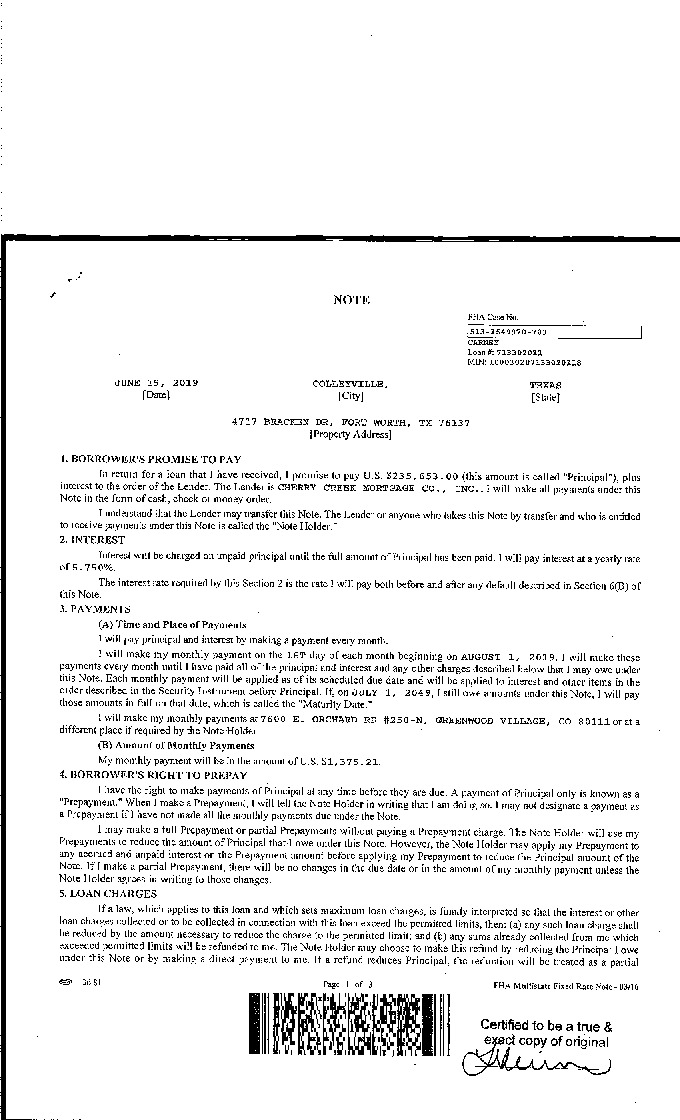 NOTE
FHA Case No.
CARNEY
Loan #: 713302021
JUNE 15, 2019
COLLEYVILLE,
TEXAS
[Date]
[City]
[State]
4717 BRACKEN DR, FORT WORTH, TX 76137
[Property Address]
1. BORROWER'S PROMISE TO PAY
In return for a loan that I have received, I promise to pay U.S. $235,653.00 (this amount is called "Principal"), plus
interest to the order of the Lender. The Lender is CHERRY CREEK MORTGAGE CO., INC.. I will make all payments under this
Note in the form of cash, check or money order.
I understand that the Lender may transfer this Note. The Lender or anyone who takes this Note by transfer and who is entitled
to receive payments under this Note is called the "Note Holder."
2. INTEREST
Interest will be charged on unpaid principal until the full amount of Principal has been paid. I will pay interest at a yearly rate
of 5.750%.
The interest rate required by this Section 2 is the rate I will pay both before and after any default described in Section 6(B) of
this Note.
3. PAYMENTS
(A) Time and Place of Payments
I will pay principal and interest by making a payment every month.
I will make my monthly payment on the 1ST day of each month beginning on AUGUST 1, 2019. I will make these
payments every month until I have paid all of the principal and interest and any other charges described below that I may owe under
this Note. Each monthly payment will be applied as of its scheduled due date and will be applied to interest and other items in the
order described in the Security Instrument before Principal. If, on JULY 1, 2049, I still owe amounts under this Note, I will pay
those amounts in full on that date, which is called the "Maturity Date."
I will make my monthly payments at 7600 E. ORCHARD RD #250-N, GREENWOOD VILLAGE, CO 80111 or at a
different place if required by the Note Holder
(B) Amount of Monthly Payments
My monthly payment will be in the amount of U.S. $1,375.21.
4. BORROWER'S RIGHT TO PREPAY
I have the right to make payments of Principal at any time before they are due. A payment of Principal only is known as a
"Prepayment." When I make a Prepayment, I will tell the Note Holder in writing that I am doing so. I may not designate a payment as
a Prepayment if I have not made all the monthly payments due under the Note.
I may make a full Prepayment or partial Prepayments without paying a Prepayment charge. The Note Holder will use my
Prepayments to reduce the amount of Principal that I owe under this Note. However, the Note Holder may apply my Prepayment to
any accrued and unpaid interest on the Prepayment amount before applying my Prepayment to reduce the Principal amount of the
Note. If I make a partial Prepayment, there will be no changes in the due date or in the amount of my monthly payment unless the
Note Holder agrees in writing to those changes.
5. LOAN CHARGES
If a law, which applies to this loan and which sets maximum loan charges, is finally interpreted so that the interest or other
loan charges collected or to be collected in connection with this loan exceed the permitted limits, then: (a) any such loan charge shall
be reduced by the amount necessary to reduce the charge to the permitted limit; and (b) any sums already collected from me which
exceeded permitted limits will be refunded to me. The Note Holder may choose to make this refund by reducing the Principal I owe
under this Note or by making a direct payment to me. If a refund reduces Principal, the reduction will be treated as a partial
Page 1 of 3
FHA Multistate Fixed Rate Note - 03/16
Certified to be a true &
exact copy of original